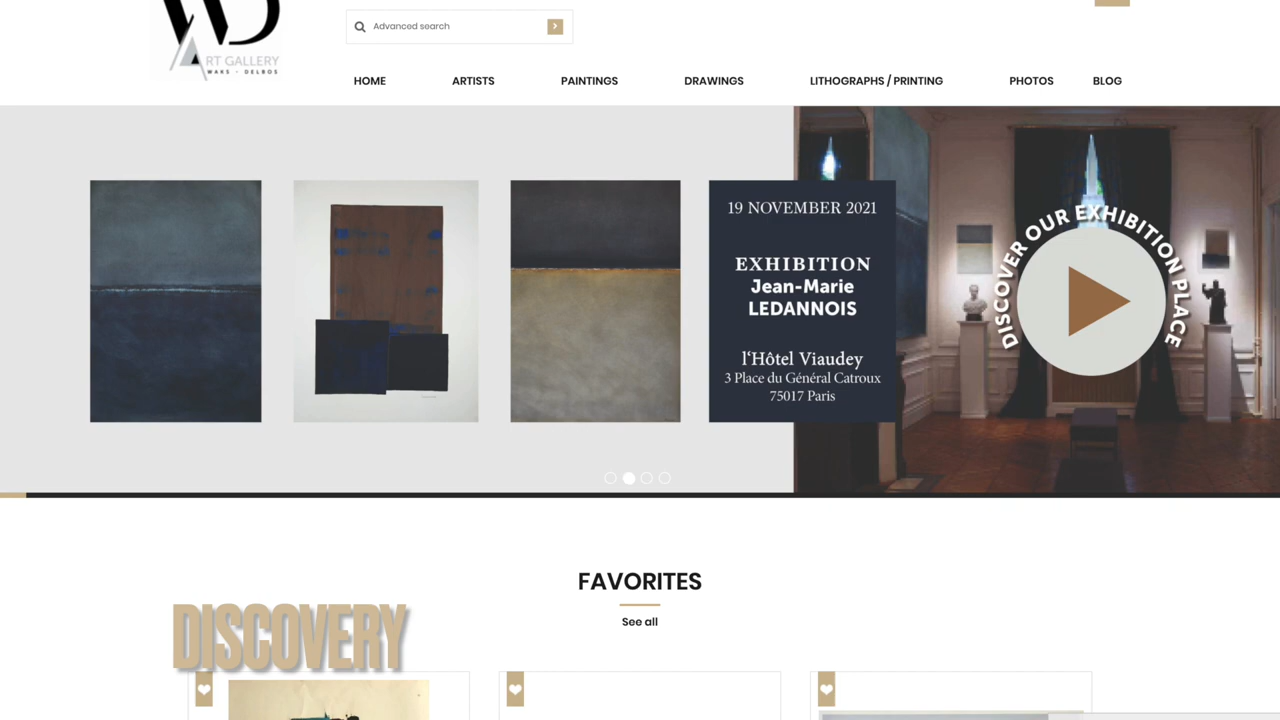 WD
ART GALLERY
WAKS - DELBOS
Advanced search
HOME
ARTISTS
PAINTINGS
DRAWINGS
LITHOGRAPHS / PRINTING
PHOTOS
BLOG
19 NOVEMBER 2021
EXHIBITION
Jean-Marie
LEDANNOIS
l'Hôtel Viaudey
3 Place du Général Catroux
75017 Paris
DISCOVER OUR EXHIBITION PLACE
FAVORITES
See all
DISCOVERY